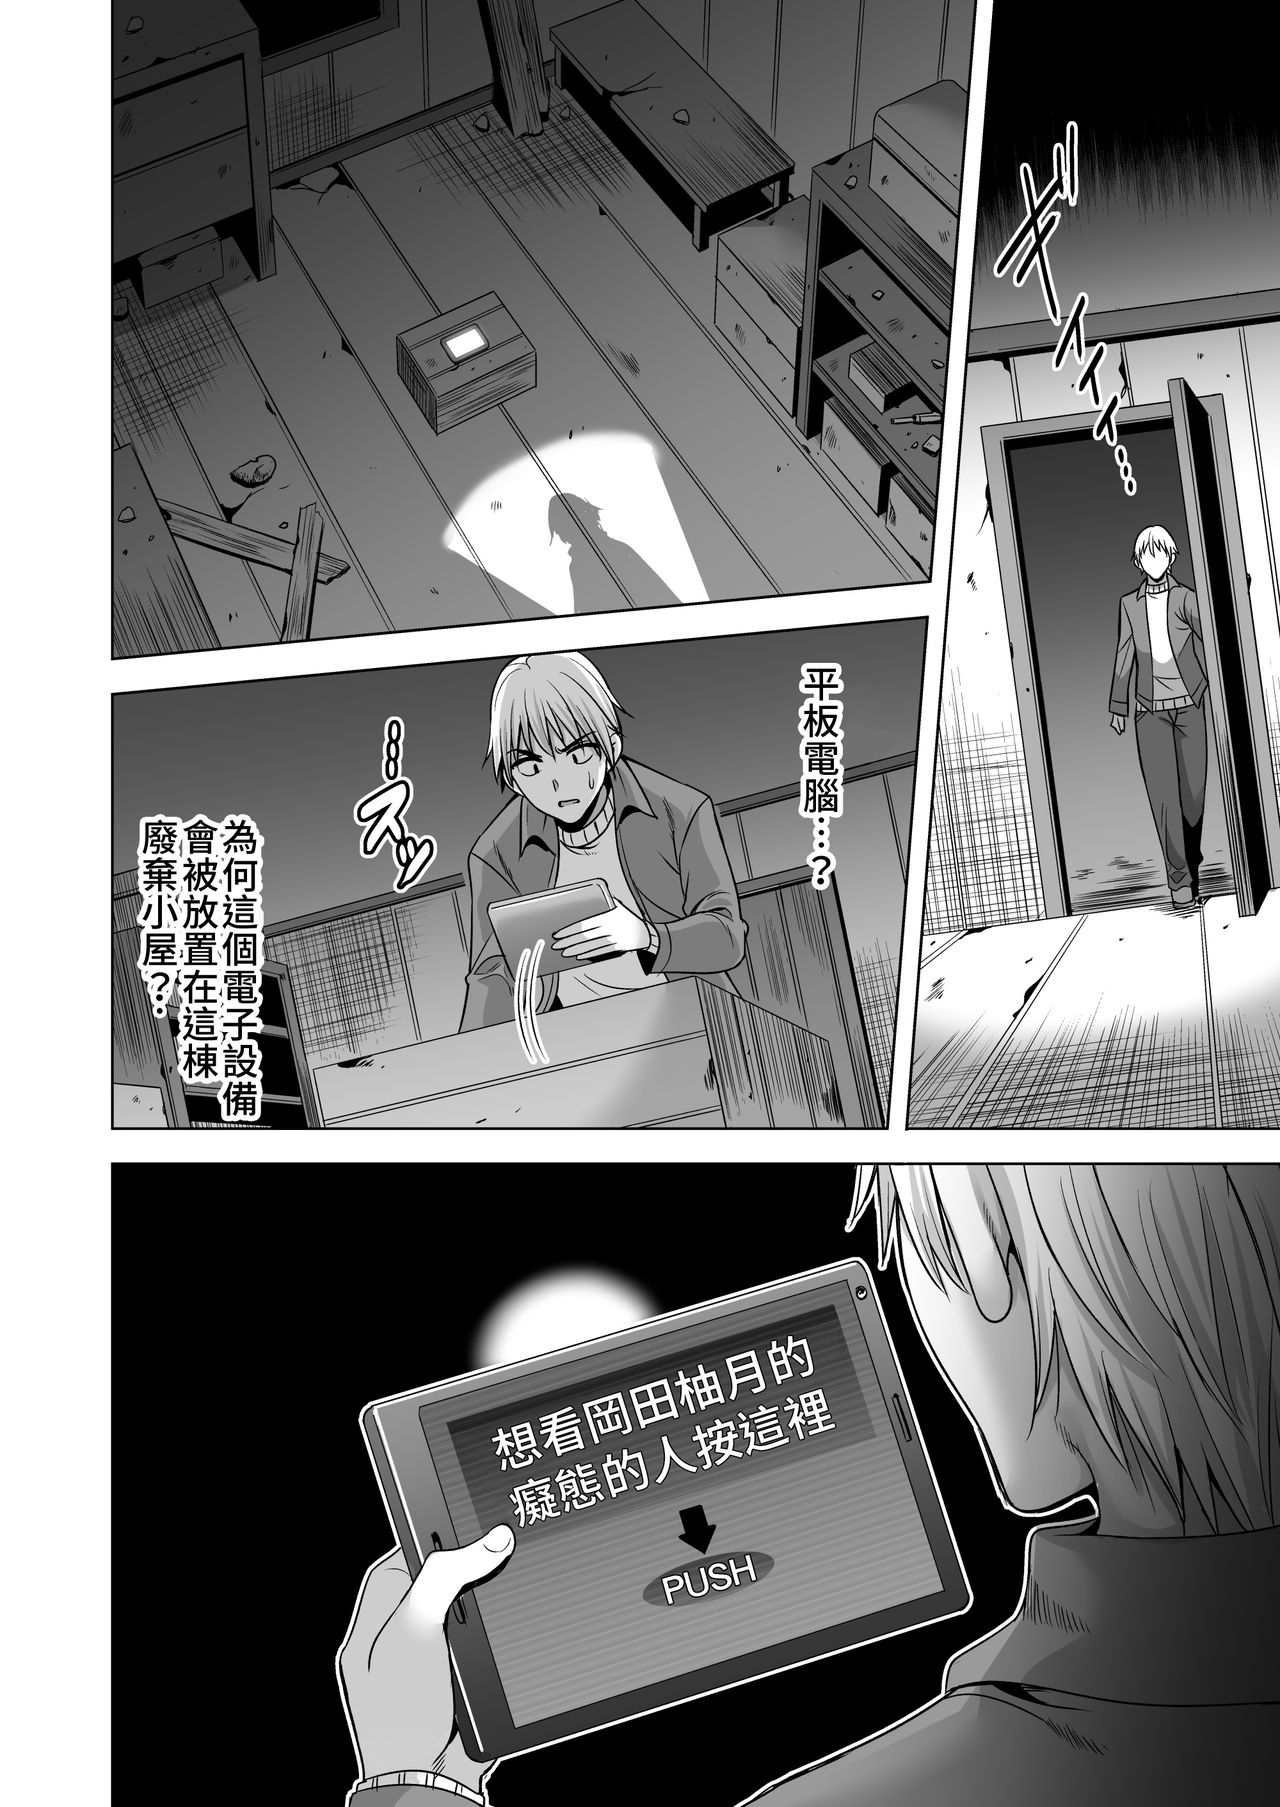 ギィィィ…
平板電腦…？
…スッ
為何這個電子設備
會被放置在這棟
廢棄小屋？
想看岡田柚月的
癡態的人按這裡
PUSH